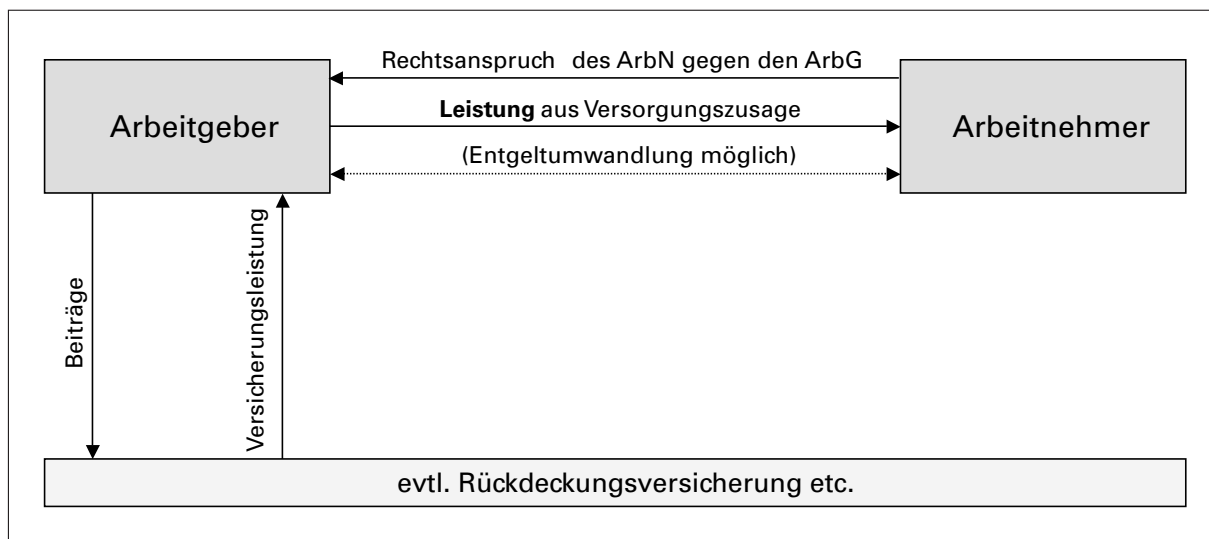 Rechtsanspruch des ArbN gegen den ArbG
Arbeitgeber
Leistung aus Versorgungszusage
Arbeitnehmer
(Entgeltumwandlung möglich)
Beiträge
Versicherungsleistung
evtl. Rückdeckungsversicherung etc.